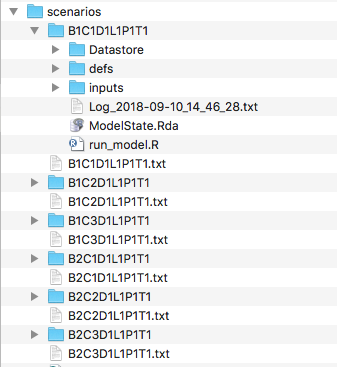 scenarios
B1C1D1L1P1T1
Datastore
defs
inputs
Log_2018-09-10_14_46_28.txt
ModelState.Rda
run_model.R
B1C1D1L1P1T1.txt
B1C2D1L1P1T1
B1C2D1L1P1T1.txt
B1C3D1L1P1T1
B1C3D1L1P1T1.txt
B2C1D1L1P1T1
B2C1D1L1P1T1.txt
B2C2D1L1P1T1
B2C2D1L1P1T1.txt
B2C3D1L1P1T1
B2C3D1L1P1T1.txt